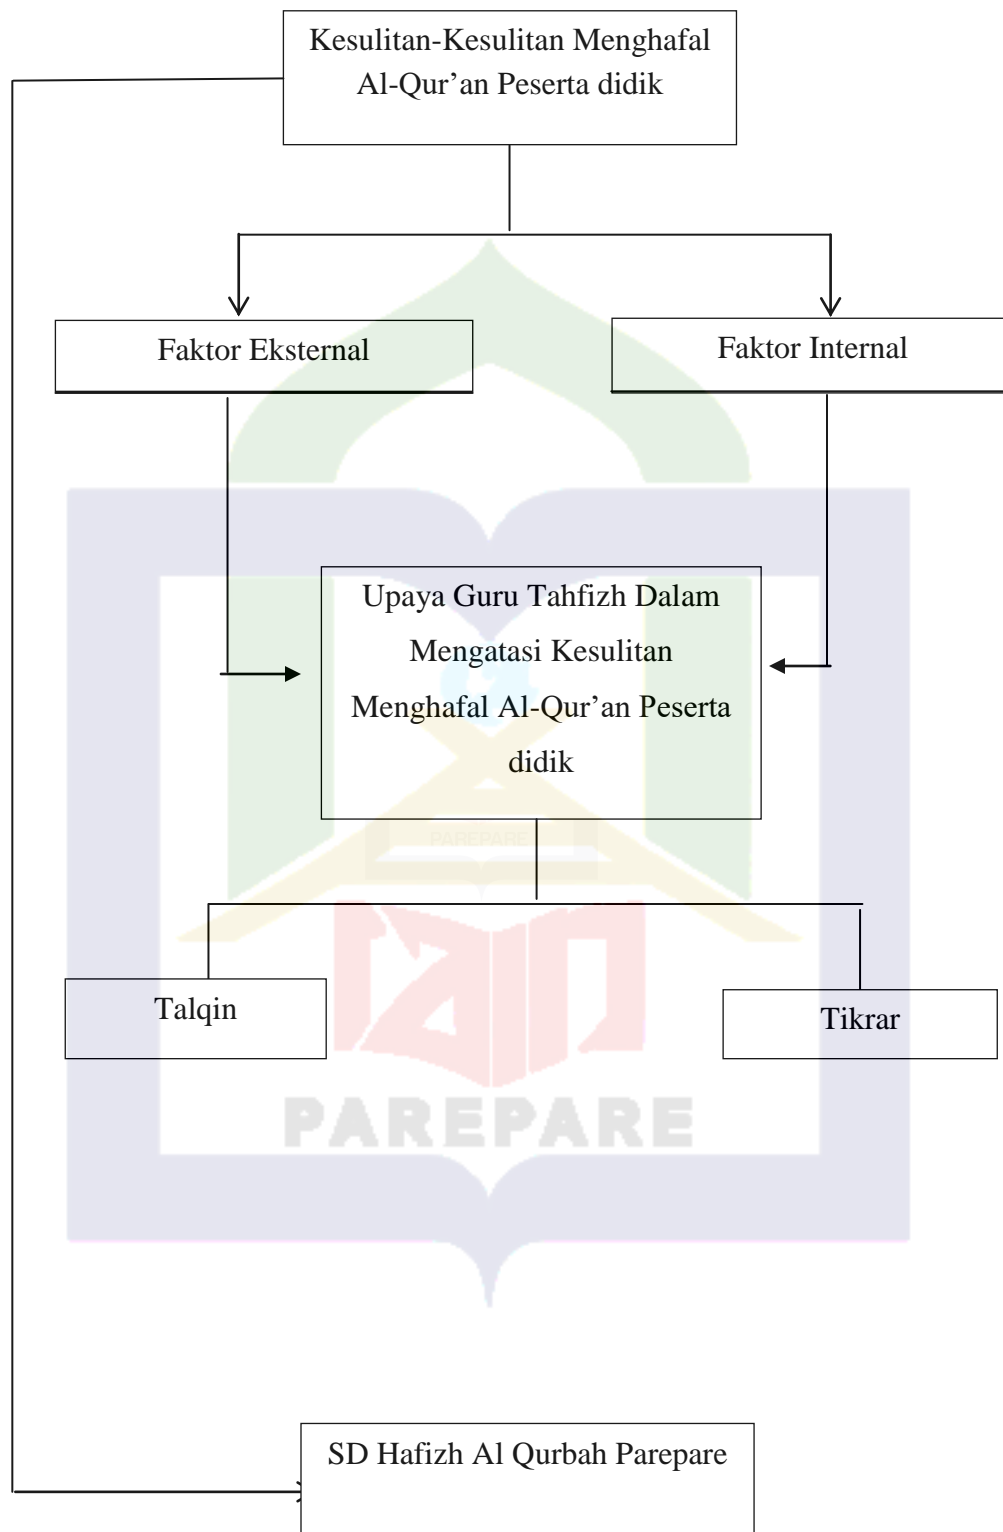 Kesulitan-Kesulitan Menghafal
Al-Qur’an Peserta didik
Faktor Eksternal
Faktor Internal
Upaya Guru Tahfizh Dalam
Mengatasi Kesulitan
Menghafal Al-Qur’an Peserta
didik
PAREPARE
Talqin
Tikrar
PAREPARE
SD Hafizh Al Qurbah Parepare